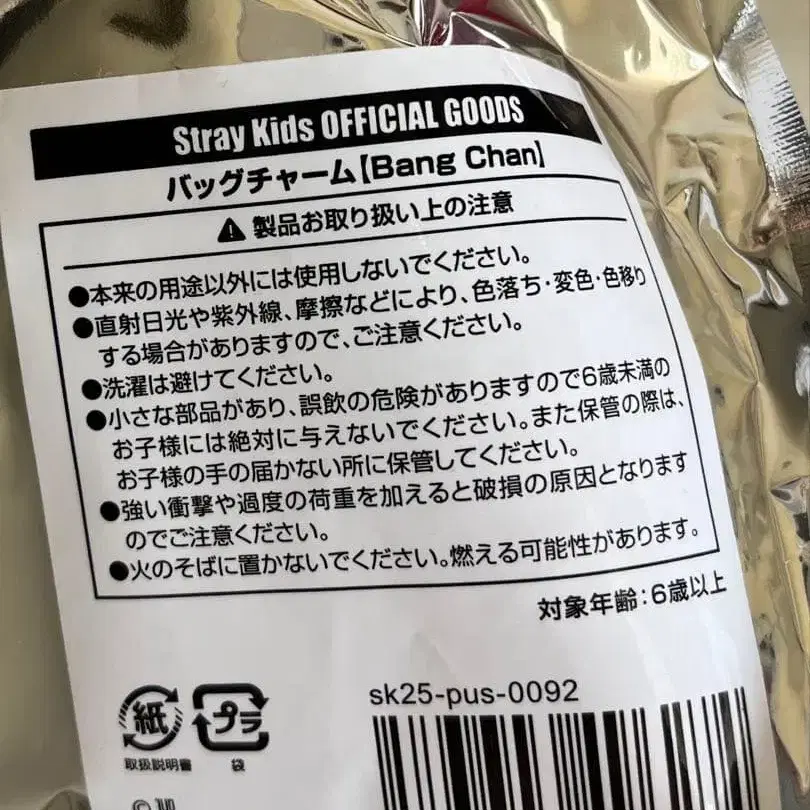 Stray Kids OFFICIAL GOODS
バッグチャーム【Bang Chan】
製品お取り扱い上の注意
●本来の用途以外には使用しないでください。
●直射日光や紫外線、摩擦などにより、色落ち・変色・色移り
する場合がありますので、ご注意ください。
●洗濯は避けてください。
●小さな部品があり、誤飲の危険がありますので6歳未満の
お子様には絶対に与えないでください。また保管の際は、
お子様の手の届かない所に保管してください。
●強い衝撃や過度の荷重を加えると破損の原因となります
のでご注意ください。
●火のそばに置かないでください。燃える可能性があります。
対象年齢：6歳以上
sk25-pus-0092
紙
プラ
取扱説明書
袋